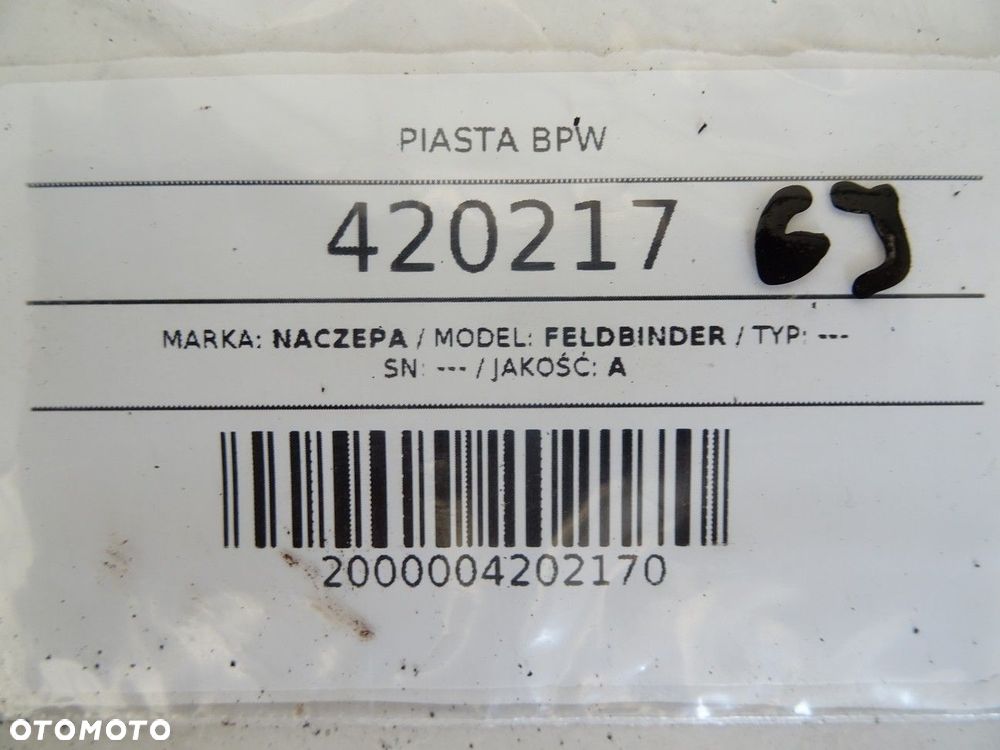 PIASTA BPW
420217
MARKA: NACZEPA / MODEL: FELDBINDER / TYP: ---
SN: --- / JAKOŚĆ: A
2000004202170
OTOMOTO